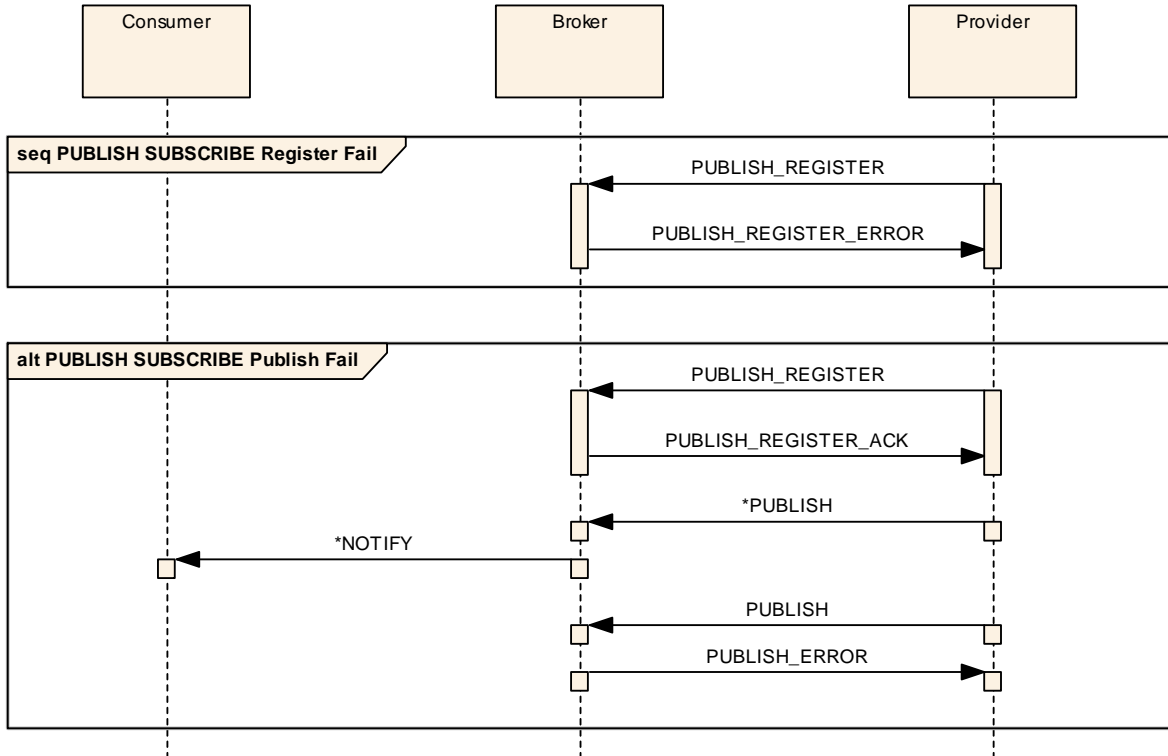 Consumer
Broker
Provider
seq PUBLISH SUBSCRIBE Register Fail
PUBLISH_REGISTER
PUBLISH_REGISTER_ERROR
alt PUBLISH SUBSCRIBE Publish Fail
PUBLISH_REGISTER
PUBLISH_REGISTER_ACK
*PUBLISH
*NOTIFY
PUBLISH
PUBLISH_ERROR